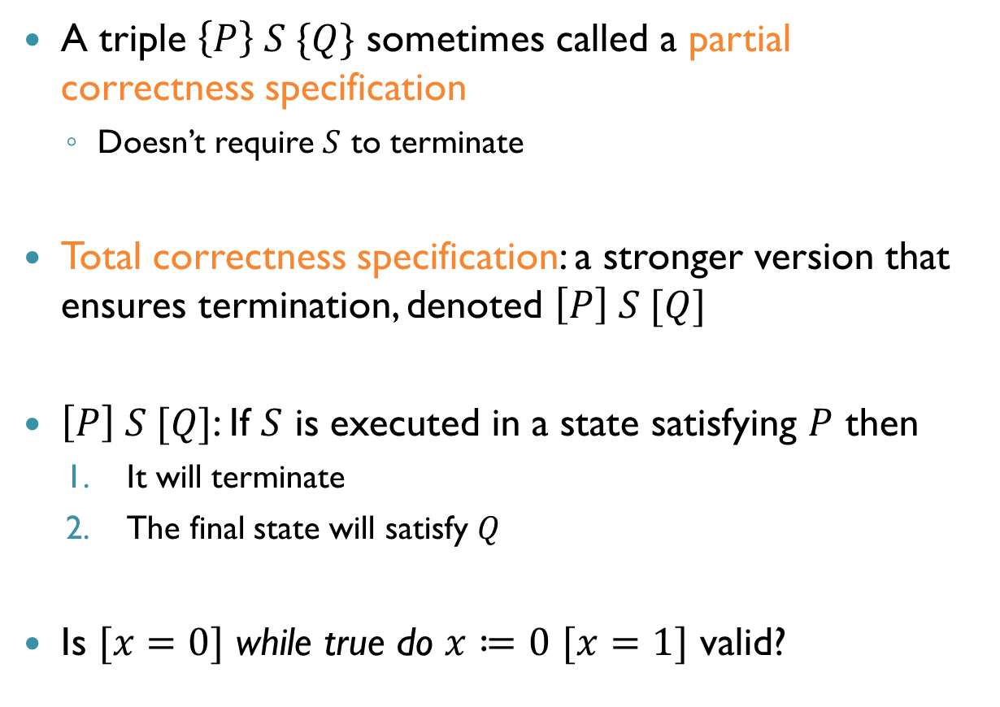 • A triple {P} S {Q} sometimes called a partial
correctness specification
◦ Doesn’t require S to terminate
• Total correctness specification: a stronger version that
ensures termination, denoted [P] S [Q]
• [P] S [Q]: If S is executed in a state satisfying P then
1. It will terminate
2. The final state will satisfy Q
• Is [x = 0] while true do x ≔ 0 [x = 1] valid?